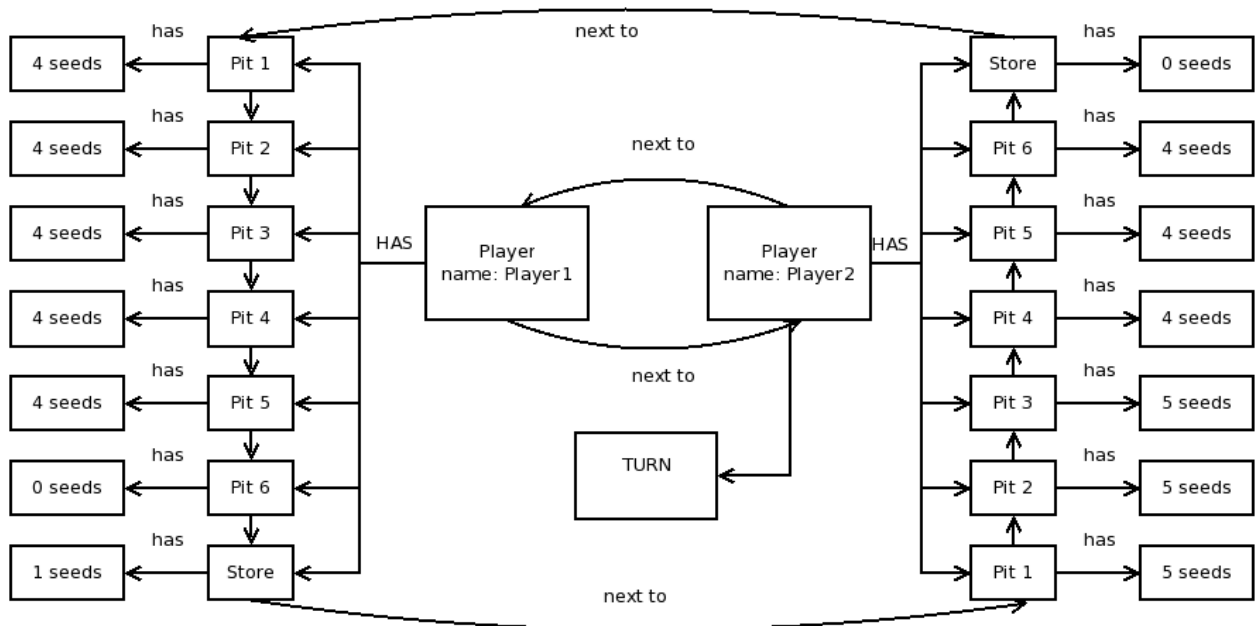 has
next to
has
4 seeds
Pit 1
Store
0 seeds
has
has
4 seeds
Pit 2
next to
Pit 6
4 seeds
has
has
4 seeds
Pit 3
HAS
Player
name: Player1
Player
name: Player2
HAS
Pit 5
4 seeds
has
has
4 seeds
Pit 4
Pit 4
4 seeds
has
next to
has
4 seeds
Pit 5
Pit 3
5 seeds
has
TURN
has
0 seeds
Pit 6
Pit 2
5 seeds
has
has
1 seeds
Store
next to
Pit 1
5 seeds